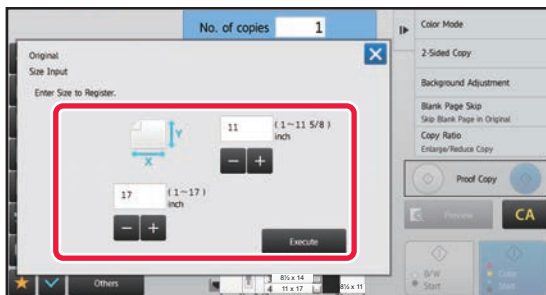 No. of copies 1
Original
Size Input
Enter Size to Register.
Y
X
11 (1~11 5/8)
inch
17 (1~17)
inch
Execute
Others
8½ x 14
4 11 x 17
8½ x 11
Color Mode
2-Sided Copy
Background Adjustment
Blank Page Skip
Skip Blank Page in Original
Copy Ratio
Enlarge/Reduce Copy
Proof Copy
Preview
CA
B/W
Start
Color
Start